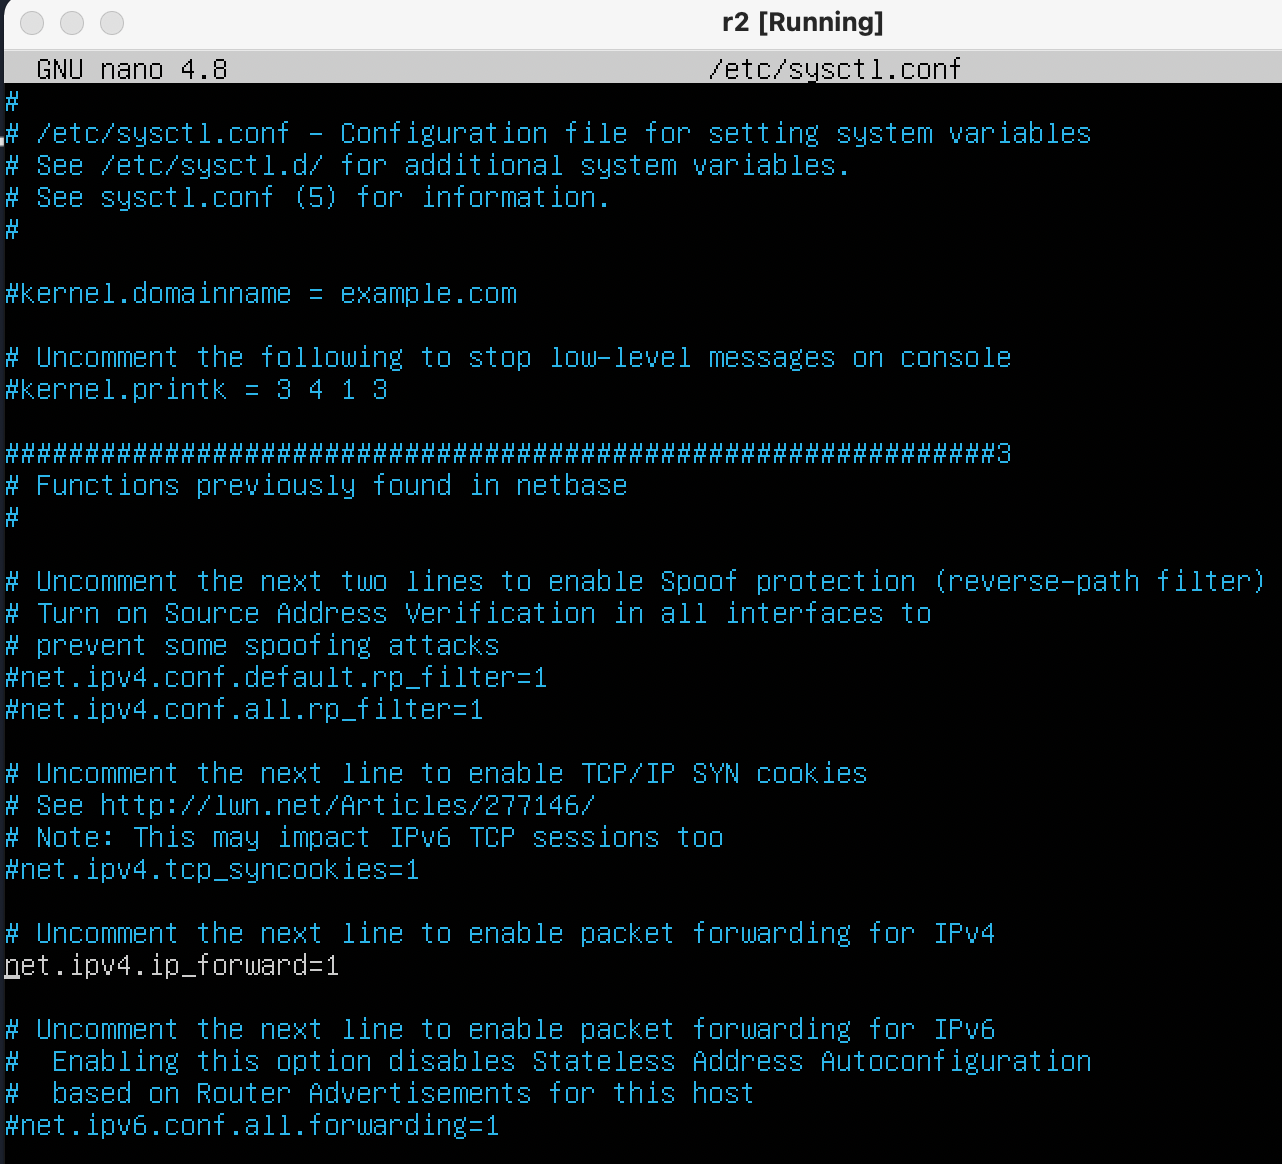 r2 [Running]
GNU nano 4.8 /etc/sysctl.conf
#
# /etc/sysctl.conf - Configuration file for setting system variables
# See /etc/sysctl.d/ for additional system variables.
# See sysctl.conf (5) for information.
#
#kernel.domainname = example.com
# Uncomment the following to stop low-level messages on console
#kernel.printk = 3 4 1 3
##############################################################3
# Functions previously found in netbase
#
# Uncomment the next two lines to enable Spoof protection (reverse-path filter)
# Turn on Source Address Verification in all interfaces to
# prevent some spoofing attacks
#net.ipv4.conf.default.rp_filter=1
#net.ipv4.conf.all.rp_filter=1
# Uncomment the next line to enable TCP/IP SYN cookies
# See http://lwn.net/Articles/277146/
# Note: This may impact IPv6 TCP sessions too
#net.ipv4.tcp_syncookies=1
# Uncomment the next line to enable packet forwarding for IPv4
net.ipv4.ip_forward=1
# Uncomment the next line to enable packet forwarding for IPv6
#  Enabling this option disables Stateless Address Autoconfiguration
#  based on Router Advertisements for this host
#net.ipv6.conf.all.forwarding=1